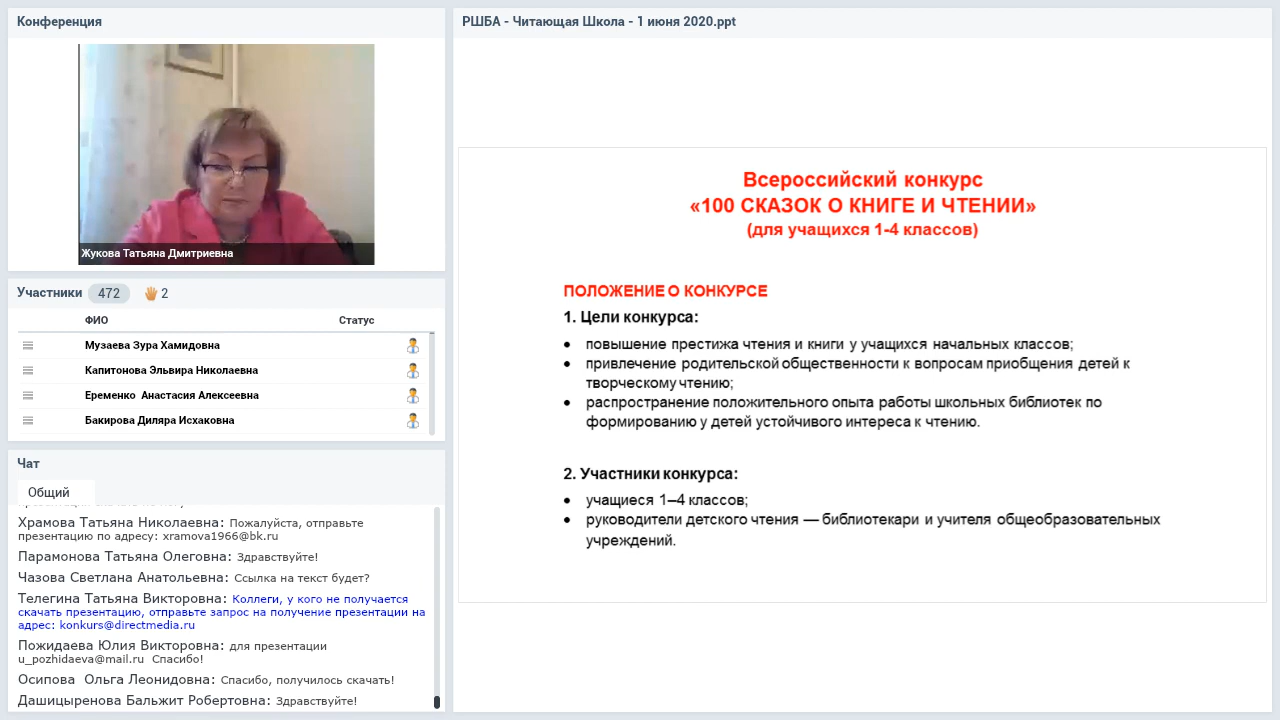 Конференция
Жукова Татьяна Дмитриевна
Участники 472 2
ФИО Статус
Музаева Зура Хамидовна
Капитонова Эльвира Николаевна
Еременко Анастасия Алексеевна
Бакирова Диляра Исхаковна
Чат
Общий
Храмова Татьяна Николаевна: Пожалуйста, отправьте
презентацию по адресу: xramova1966@bk.ru
Парамонова Татьяна Олеговна: Здравствуйте!
Чазова Светлана Анатольевна: Ссылка на текст будет?
Телегина Татьяна Викторовна: Коллеги, у кого не получается
скачать презентацию, отправьте запрос на получение презентации на
адрес: konkurs@directmedia.ru
Пожидаева Юлия Викторовна: для презентации
u_pozhidaeva@mail.ru Спасибо!
Осипова Ольга Леонидовна: Спасибо, получилось скачать!
Дашицыренова Бальжит Робертовна: Здравствуйте!
РШБА - Читающая Школа - 1 июня 2020.ppt
Всероссийский конкурс
«100 СКАЗОК О КНИГЕ И ЧТЕНИИ»
(для учащихся 1-4 классов)
ПОЛОЖЕНИЕ О КОНКУРСЕ
1. Цели конкурса:
• повышение престижа чтения и книги у учащихся начальных классов;
• привлечение родительской общественности к вопросам приобщения детей к
творческому чтению;
• распространение положительного опыта работы школьных библиотек по
формированию у детей устойчивого интереса к чтению.
2. Участники конкурса:
• учащиеся 1–4 классов;
• руководители детского чтения — библиотекари и учителя общеобразовательных
учреждений.